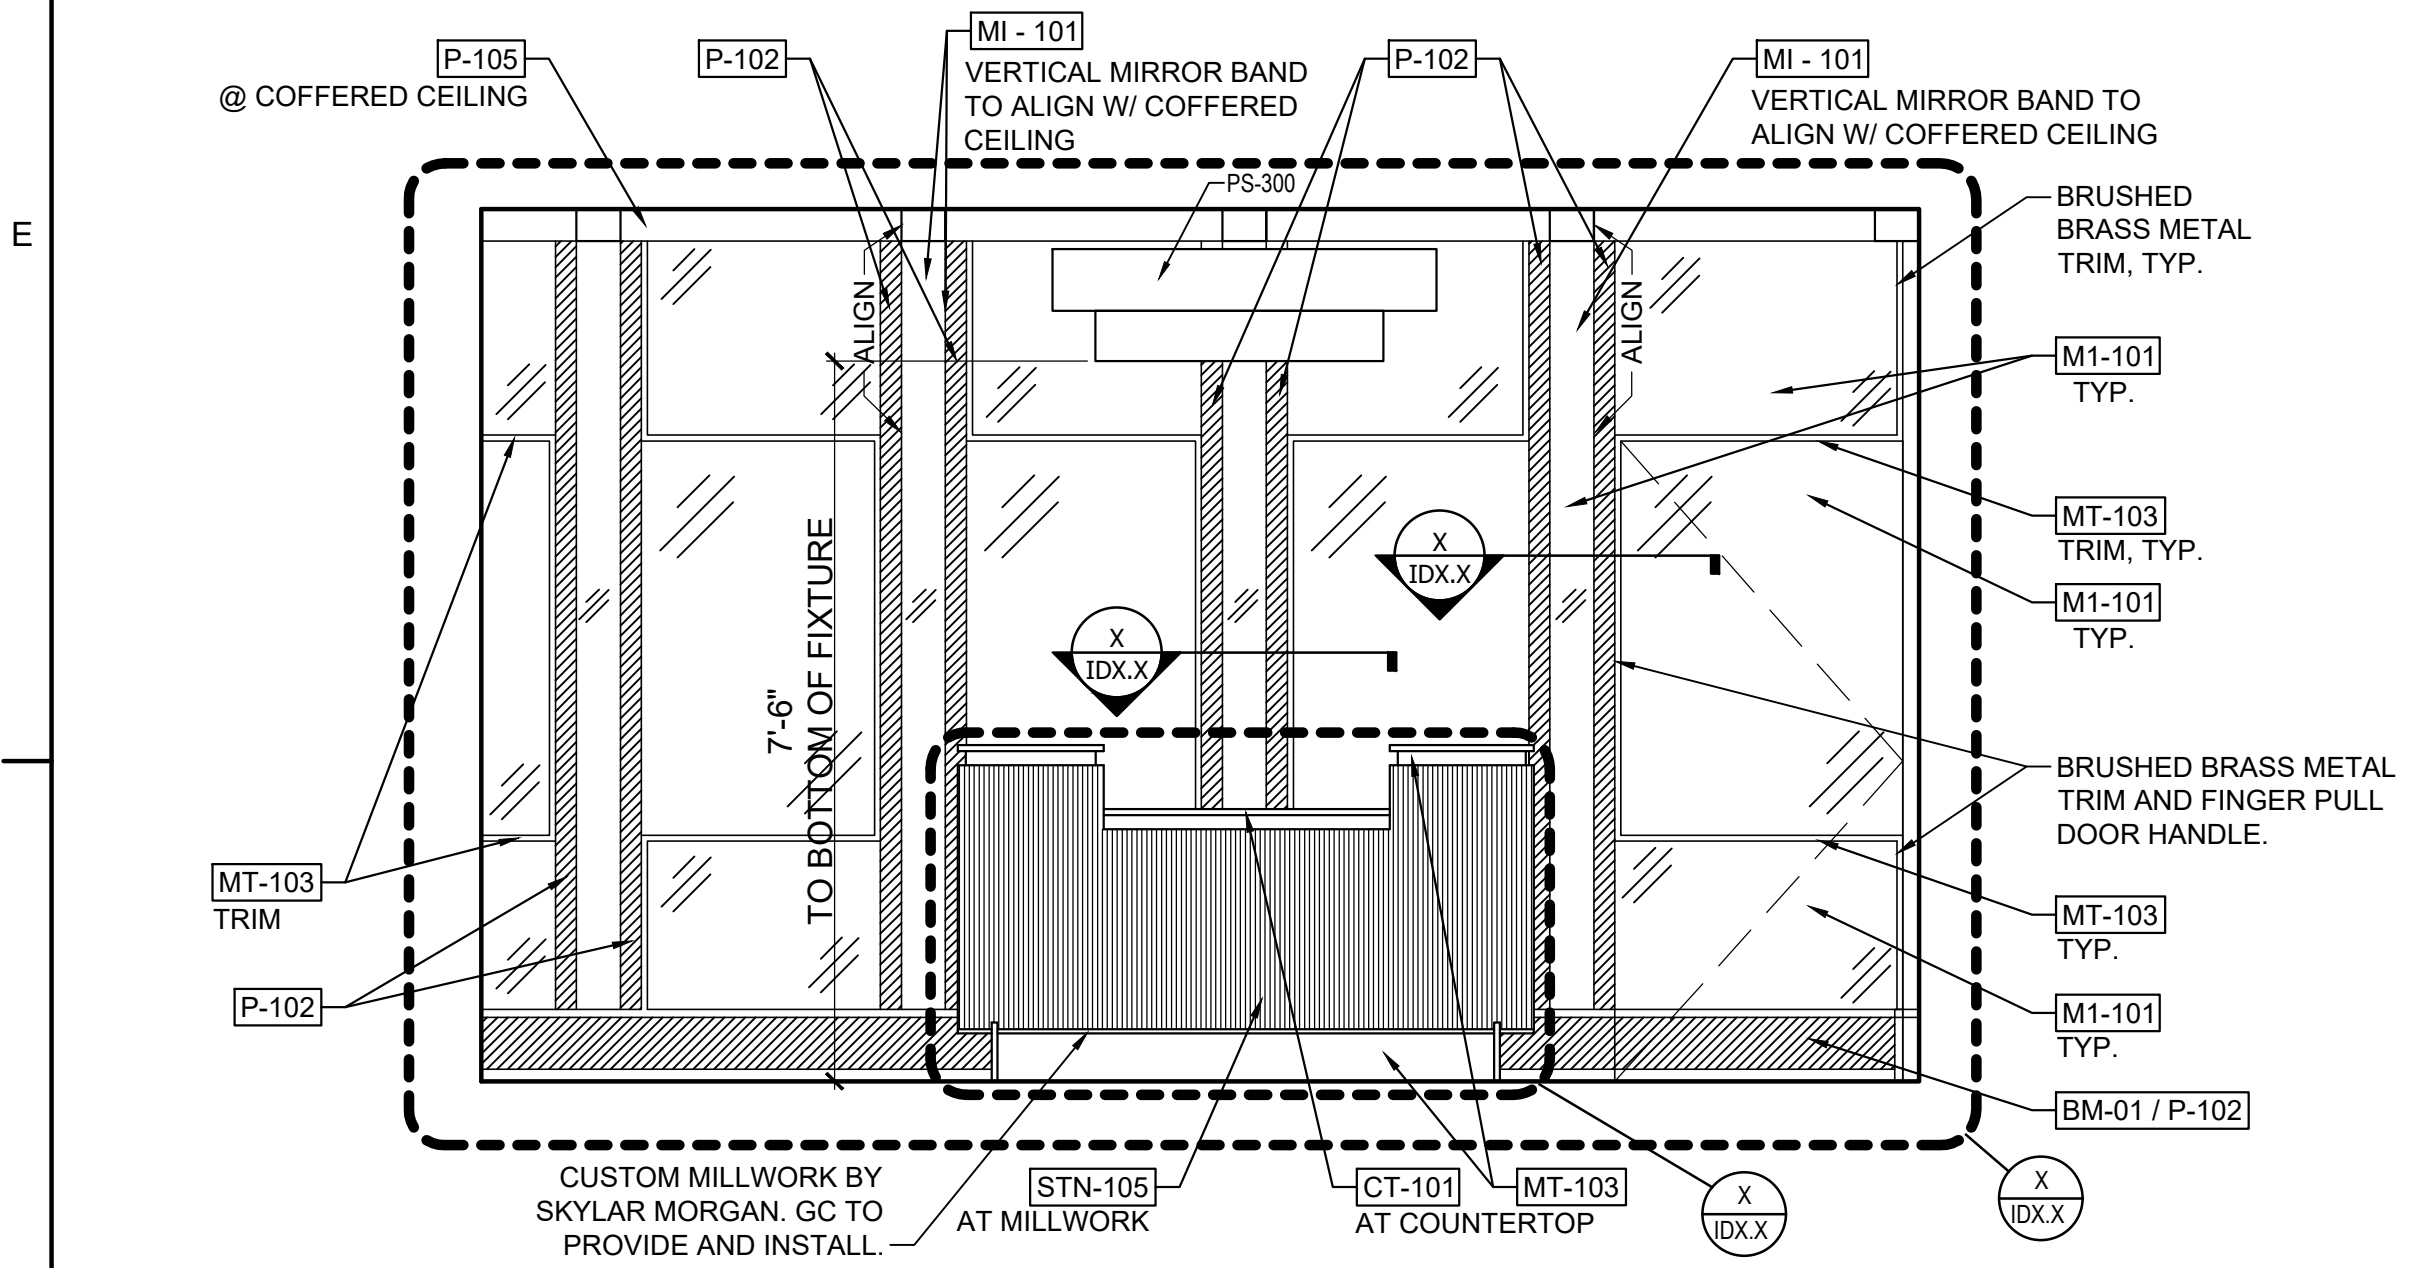 MI - 101
P-105
P-102
P-102
MI - 101
@ COFFERED CEILING
VERTICAL MIRROR BAND
TO ALIGN W/ COFFERED
CEILING
VERTICAL MIRROR BAND TO
ALIGN W/ COFFERED CEILING
PS-300
BRUSHED
BRASS METAL
TRIM, TYP.
E
ALIGN
ALIGN
M1-101
TYP.
MT-103
TRIM, TYP.
X
IDX.X
M1-101
TYP.
X
IDX.X
7'-6"
TO BOTTOM OF FIXTURE
BRUSHED BRASS METAL
TRIM AND FINGER PULL
DOOR HANDLE.
MT-103
TRIM
MT-103
TYP.
P-102
M1-101
TYP.
BM-01 / P-102
CUSTOM MILLWORK BY
SKYLAR MORGAN. GC TO
PROVIDE AND INSTALL.
STN-105
AT MILLWORK
CT-101
MT-103
AT COUNTERTOP
X
IDX.X
X
IDX.X